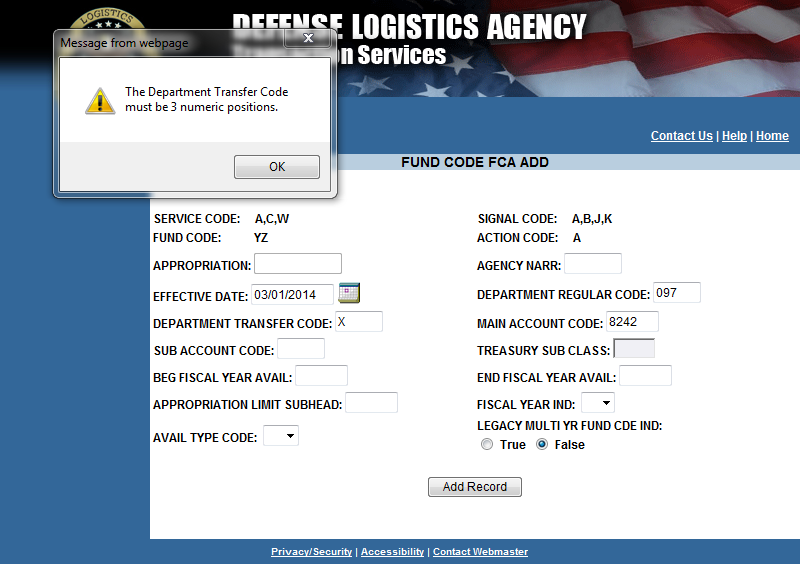 LOGISTICS
DEFENSE LOGISTICS AGENCY
n Services
Message from webpage
The Department Transfer Code
must be 3 numeric positions.
OK
Contact Us | Help | Home
FUND CODE FCA ADD
SERVICE CODE: A,C,W SIGNAL CODE: A,B,J,K
FUND CODE: YZ ACTION CODE: A
APPROPRIATION: AGENCY NARR:
EFFECTIVE DATE: 03/01/2014 DEPARTMENT REGULAR CODE: 097
DEPARTMENT TRANSFER CODE: X MAIN ACCOUNT CODE: 8242
SUB ACCOUNT CODE: TREASURY SUB CLASS:
BEG FISCAL YEAR AVAIL: END FISCAL YEAR AVAIL:
APPROPRIATION LIMIT SUBHEAD: FISCAL YEAR IND:
AVAIL TYPE CODE: LEGACY MULTI YR FUND CDE IND:
True False
Add Record
Privacy/Security | Accessibility | Contact Webmaster